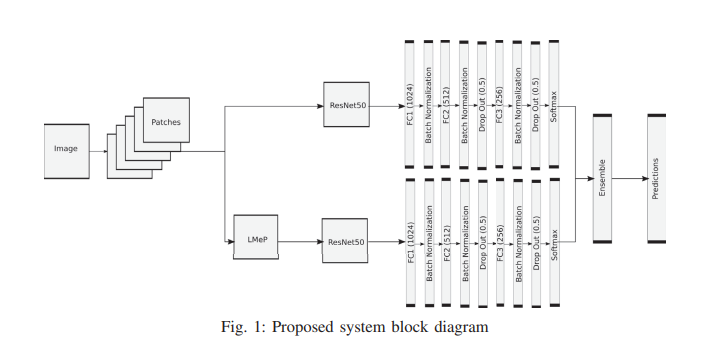 Image
Patches
ResNet50
FC1 (1024)
Batch Normalization
FC2 (512)
Batch Normalization
Drop Out (0.5)
FC3 (256)
Batch Normalization
Drop Out (0.5)
Softmax
LMeP
ResNet50
FC1 (1024)
Batch Normalization
FC2 (512)
Batch Normalization
Drop Out (0.5)
FC3 (256)
Batch Normalization
Drop Out (0.5)
Softmax
Ensemble
Predictions
Fig. 1: Proposed system block diagram